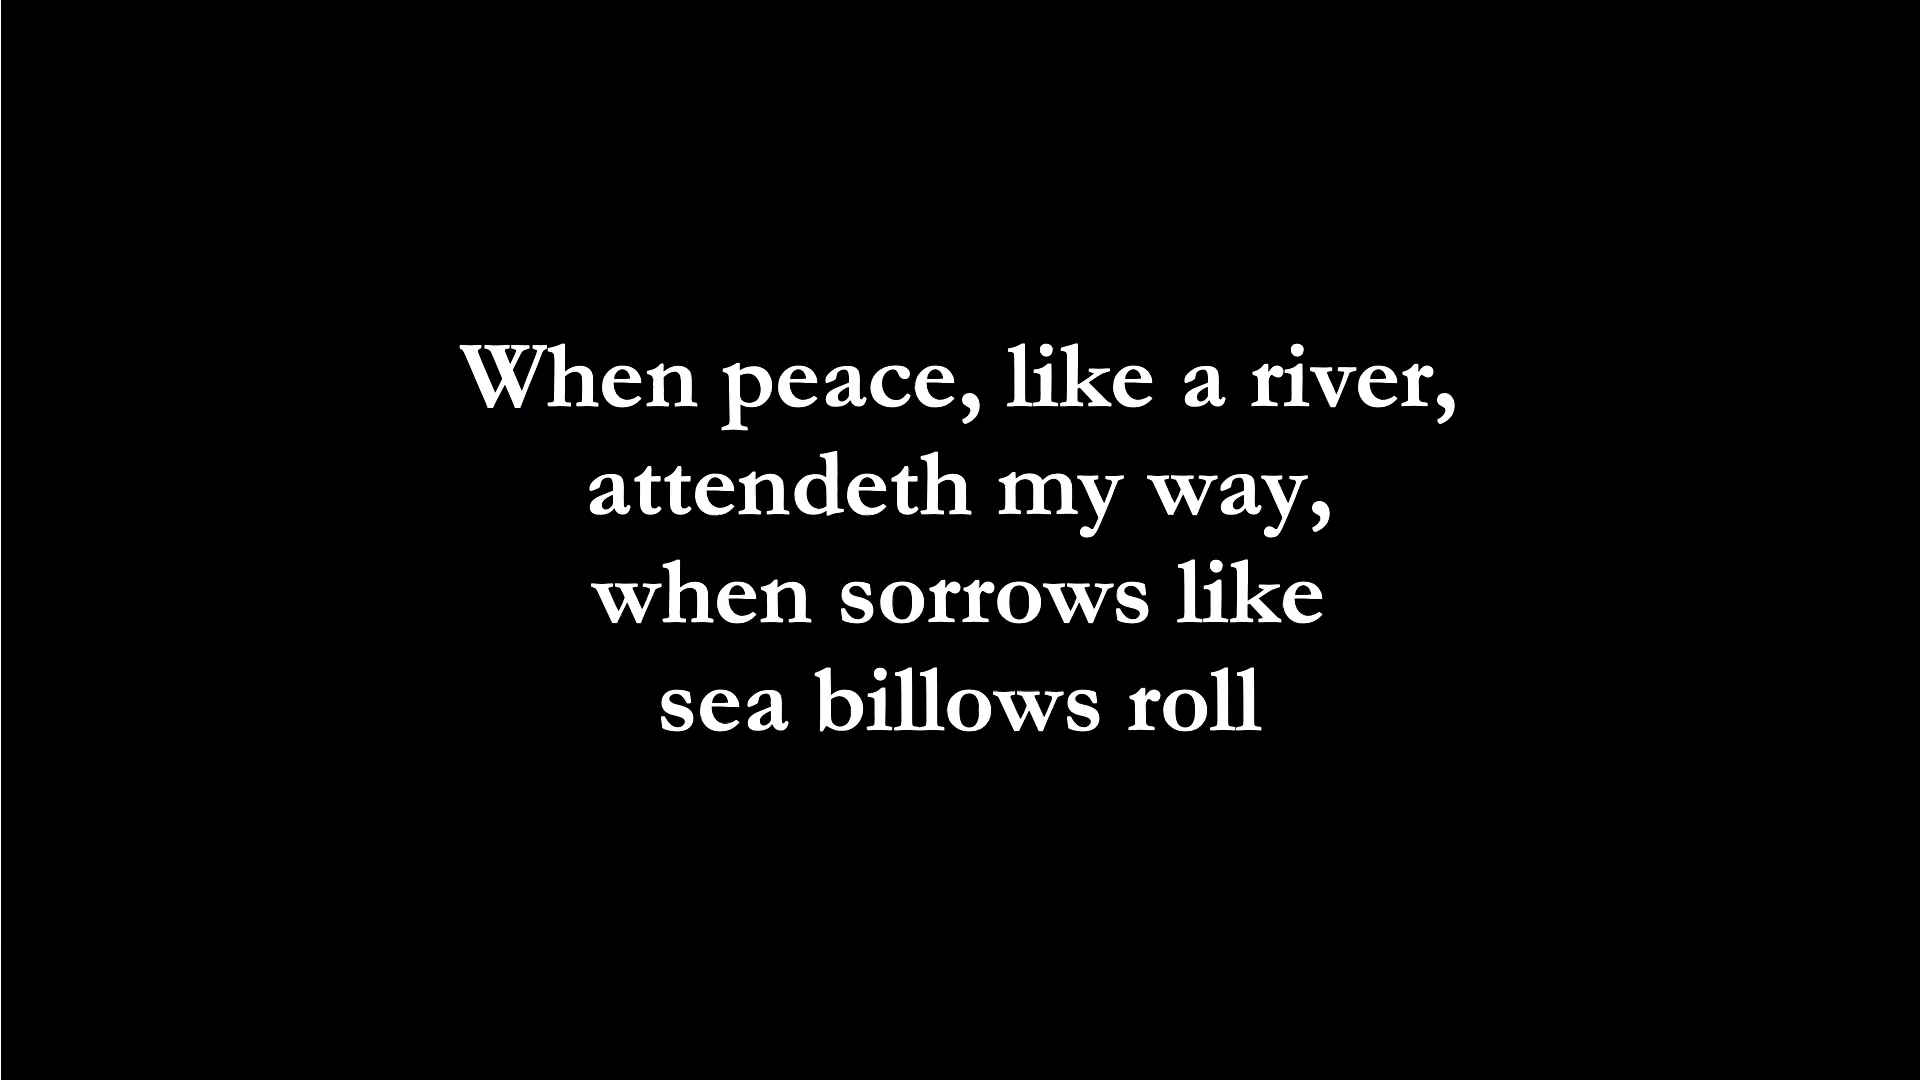 When peace, like a river,
attendeth my way,
when sorrows like
sea billows roll